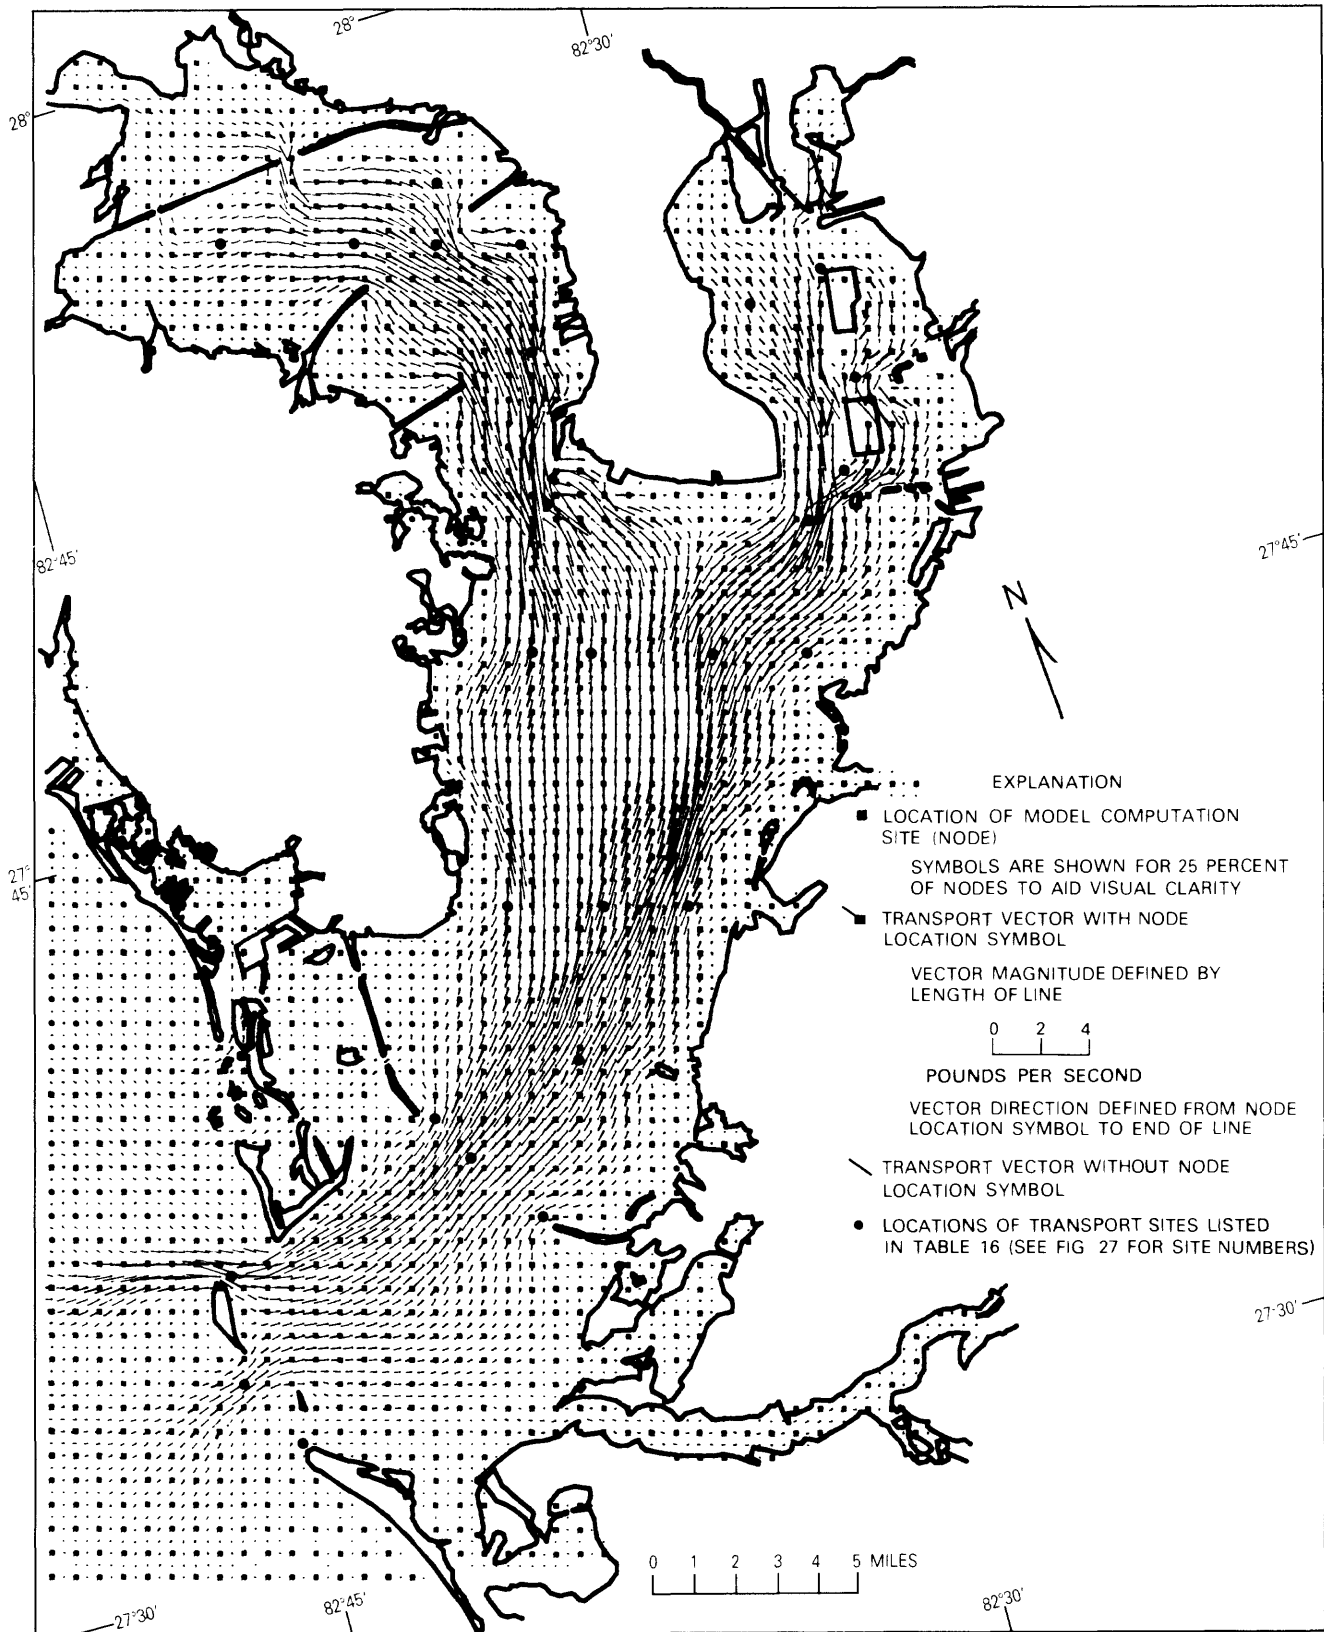 28°
82°30'
28°
82°45'
27°45'
N
27°
45'
EXPLANATION
LOCATION OF MODEL COMPUTATION
SITE (NODE)
SYMBOLS ARE SHOWN FOR 25 PERCENT
OF NODES TO AID VISUAL CLARITY
TRANSPORT VECTOR WITH NODE
LOCATION SYMBOL
VECTOR MAGNITUDE DEFINED BY
LENGTH OF LINE
0 2 4
POUNDS PER SECOND
VECTOR DIRECTION DEFINED FROM NODE
LOCATION SYMBOL TO END OF LINE
TRANSPORT VECTOR WITHOUT NODE
LOCATION SYMBOL
LOCATIONS OF TRANSPORT SITES LISTED
IN TABLE 16 (SEE FIG 27 FOR SITE NUMBERS)
27°30'
0 1 2 3 4 5 MILES
27°30'
82°45'
82°30'